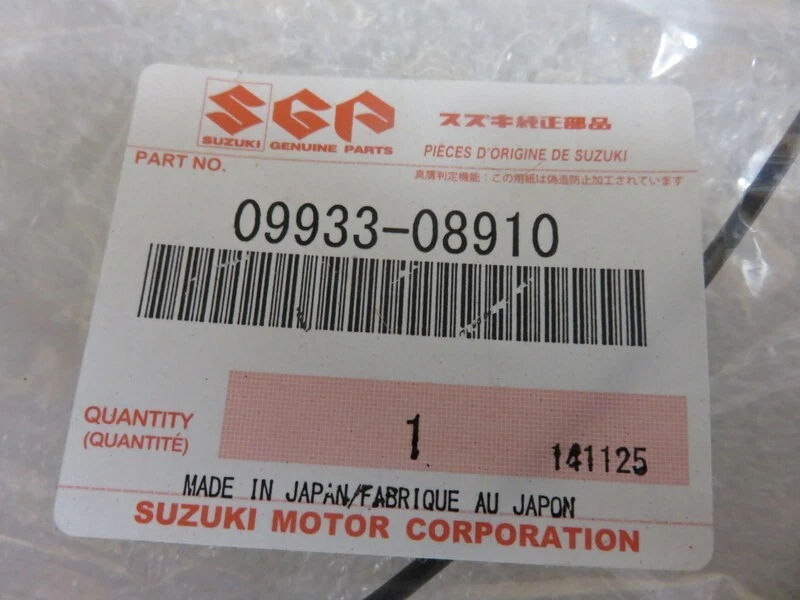 SGP スズキ純正部品
SUZUKI GENUINE PARTS PIÈCES D'ORIGINE DE SUZUKI
PART NO. 真贋判定機能：この用紙は偽造防止加工されています
09933-08910
QUANTITY
(QUANTITÉ)
1 141125
MADE IN JAPAN/FABRIQUE AU JAPON
SUZUKI MOTOR CORPORATION